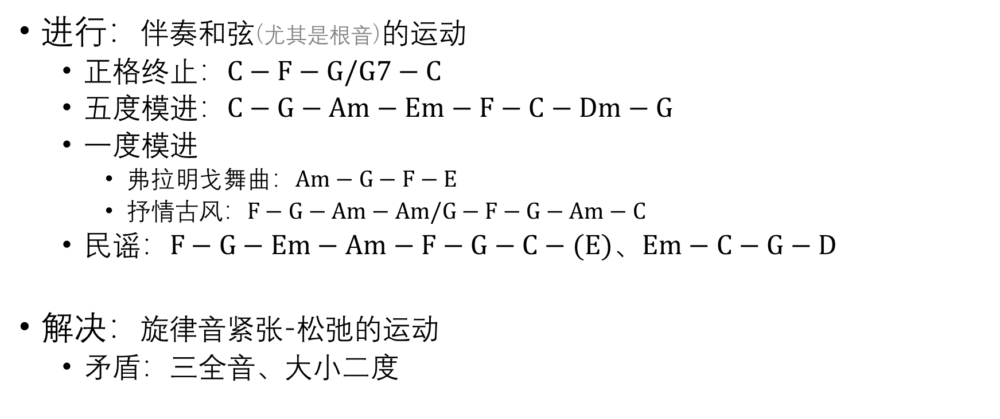 • 进行：伴奏和弦(尤其是根音)的运动
• 正格终止：C − F − G/G7 − C
• 五度模进：C − G − Am − Em − F − C − Dm − G
• 一度模进
• 弗拉明戈舞曲：Am − G − F − E
• 抒情古风：F − G − Am − Am/G − F − G − Am − C
• 民谣：F − G − Em − Am − F − G − C − (E)、Em − C − G − D
• 解决：旋律音紧张-松弛的运动
• 矛盾：三全音、大小二度